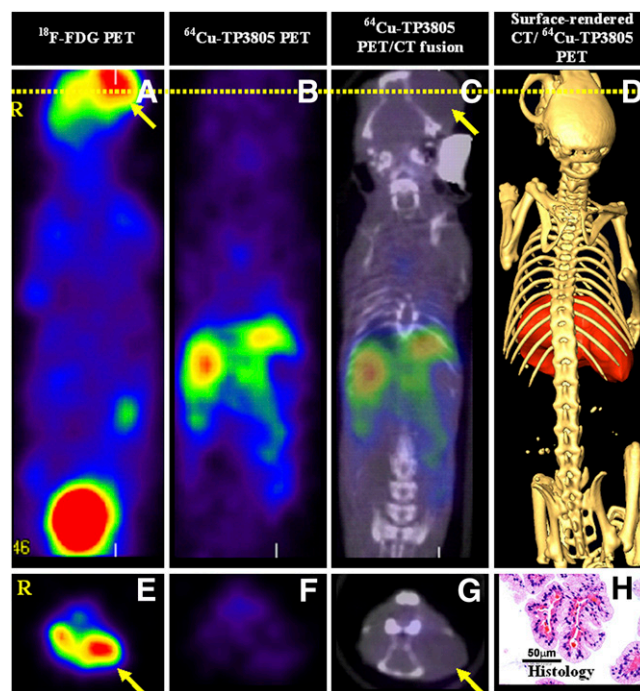 ¹⁸F-FDG PET
⁶⁴Cu-TP3805 PET
⁶⁴Cu-TP3805
PET/CT fusion
Surface-rendered
CT/ ⁶⁴Cu-TP3805
PET
A
B
C
D
R
46
R
E
F
G
H
50µm
Histology